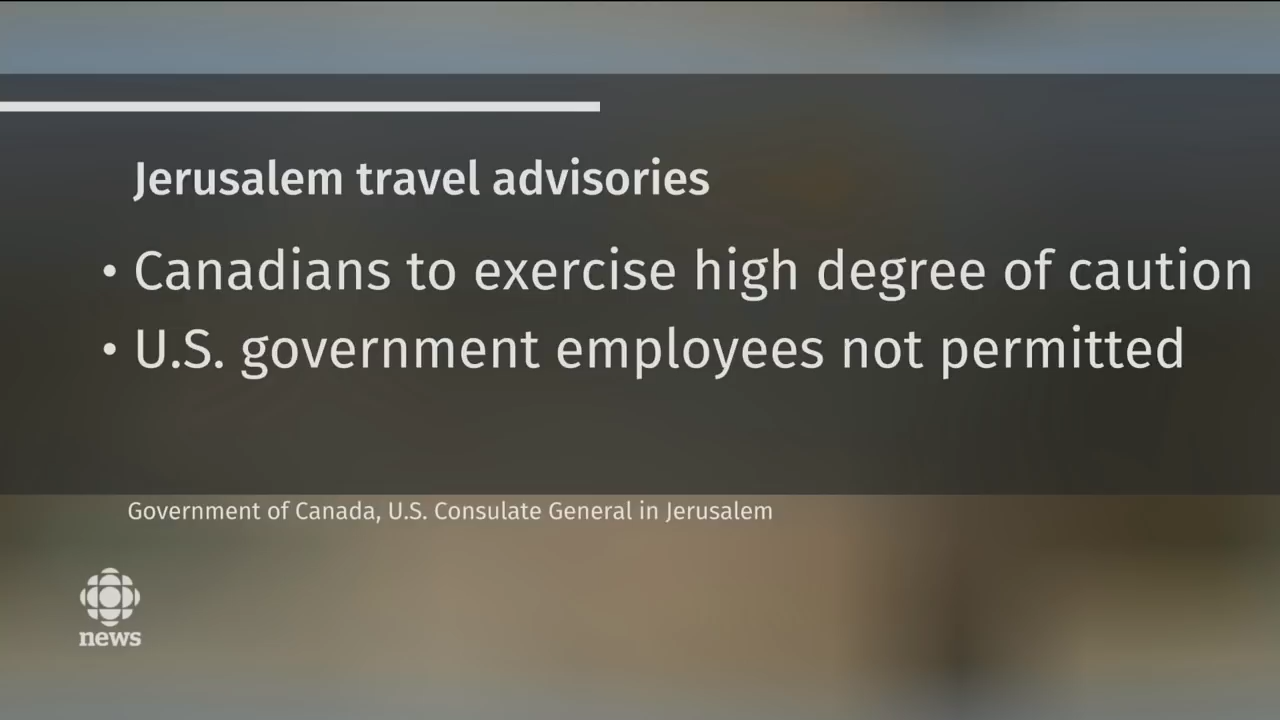 Jerusalem travel advisories
• Canadians to exercise high degree of caution
• U.S. government employees not permitted
Government of Canada, U.S. Consulate General in Jerusalem
news